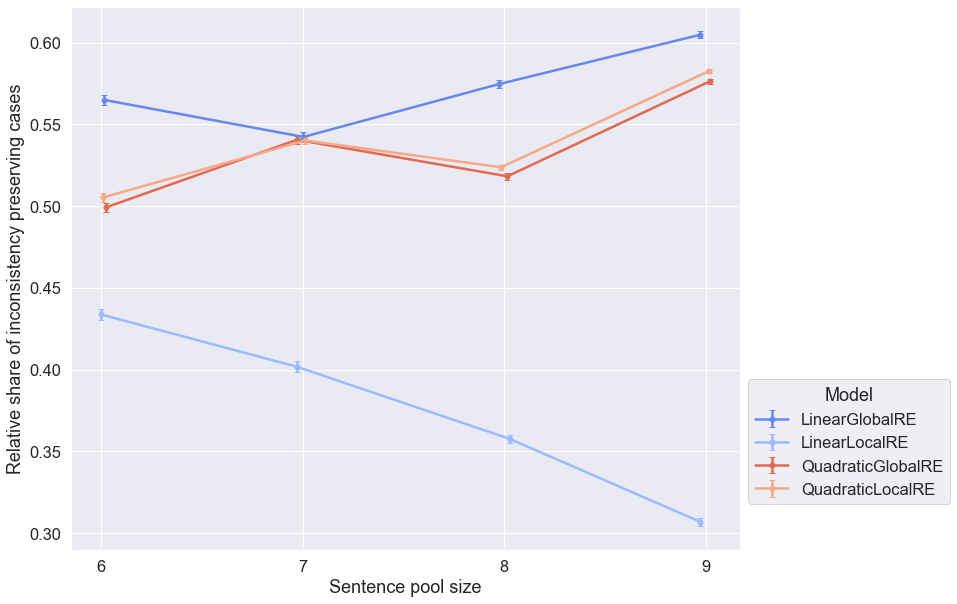 Relative share of inconsistency preserving cases
0.60
0.55
0.50
0.45
0.40
0.35
0.30
6
7
8
9
Sentence pool size
Model
LinearGlobalRE
LinearLocalRE
QuadraticGlobalRE
QuadraticLocalRE